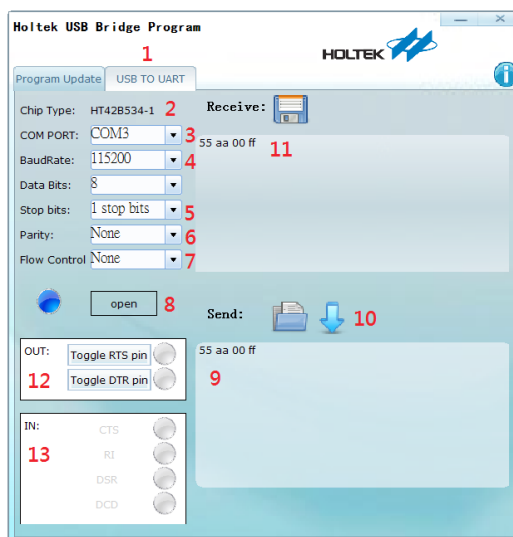 Holtek USB Bridge Program
HOLTEK
1
Program Update USB TO UART
Chip Type: HT42B534-1 2
COM PORT: COM3 3
BaudRate: 115200 4
Data Bits: 8
Stop bits: 1 stop bits 5
Parity: None 6
Flow Control None 7
open 8
OUT: Toggle RTS pin
12 Toggle DTR pin
IN:
13
CTS
RI
DSR
DCD
Receive:
55 aa 00 ff 11
Send: 10
55 aa 00 ff
9